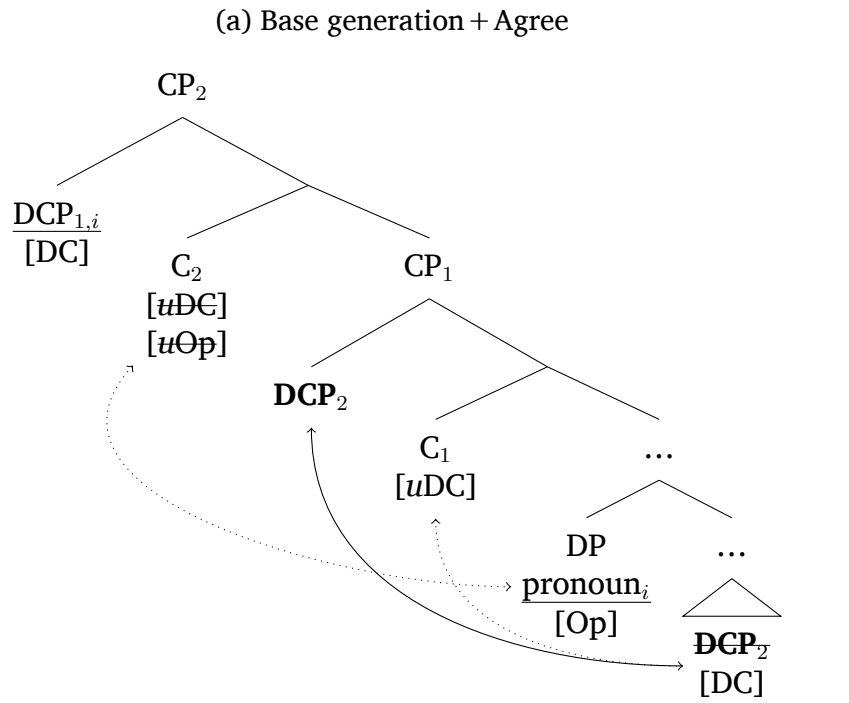 (a) Base generation + Agree
CP₂
DCP₁,ᵢ
[DC]
C₂
[uDC]
[uOp]
CP₁
DCP₂
C₁
[uDC]
...
DP
pronounᵢ
[Op]
...
DCP₂
[DC]